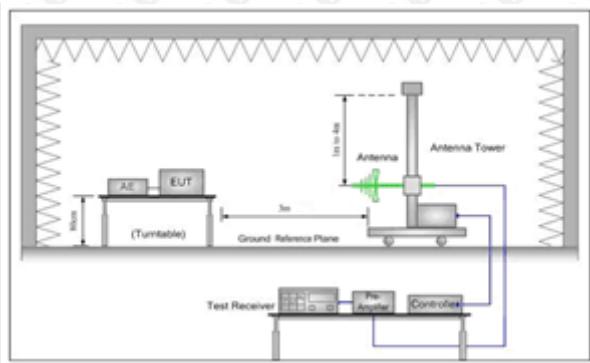 1m to 4m
Antenna
Antenna Tower
AE
EUT
80cm
(Turntable)
3m
Ground Reference Plane
Test Receiver
Pre-
Amplifier
Controller